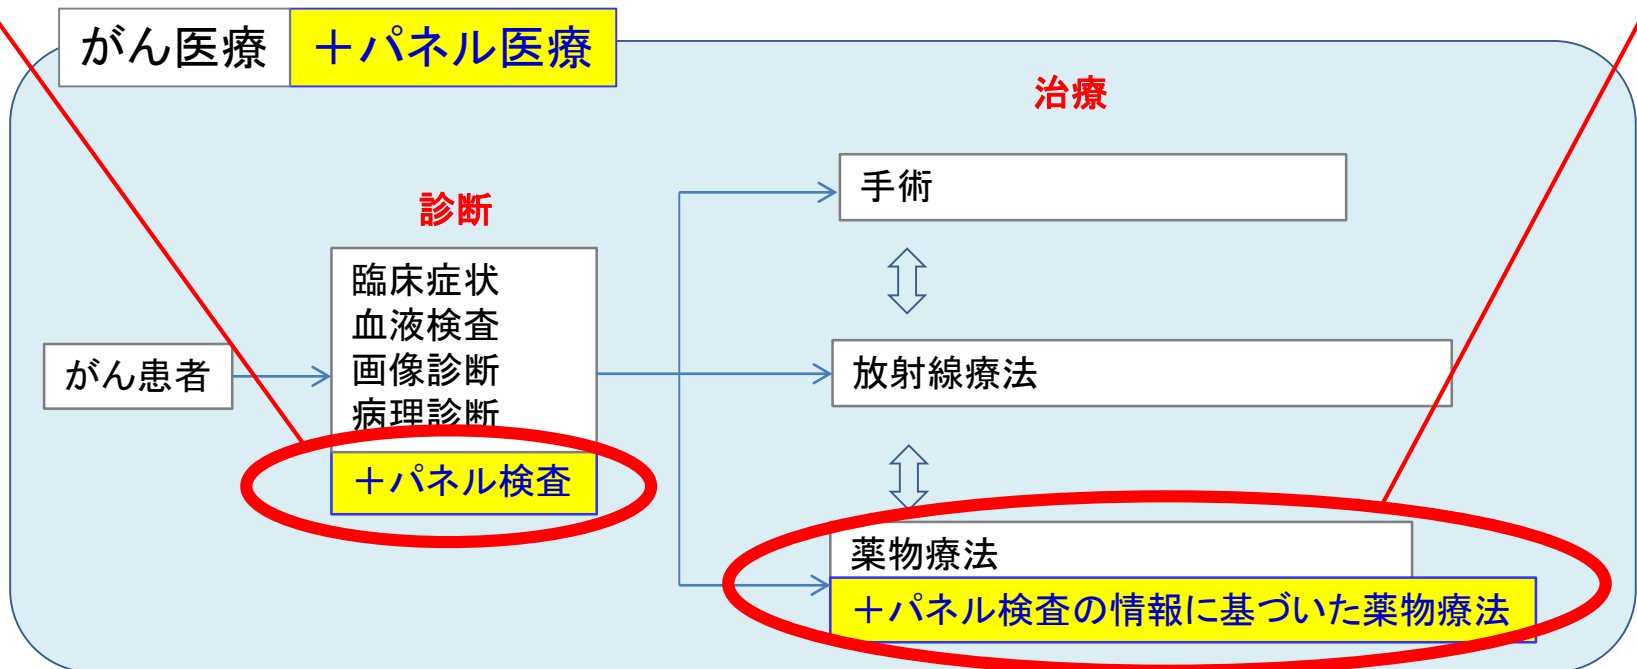 がん医療 ＋パネル医療
治療
手術
診断
臨床症状
血液検査
画像診断
病理診断
がん患者
放射線療法
＋パネル検査
薬物療法
＋パネル検査の情報に基づいた薬物療法